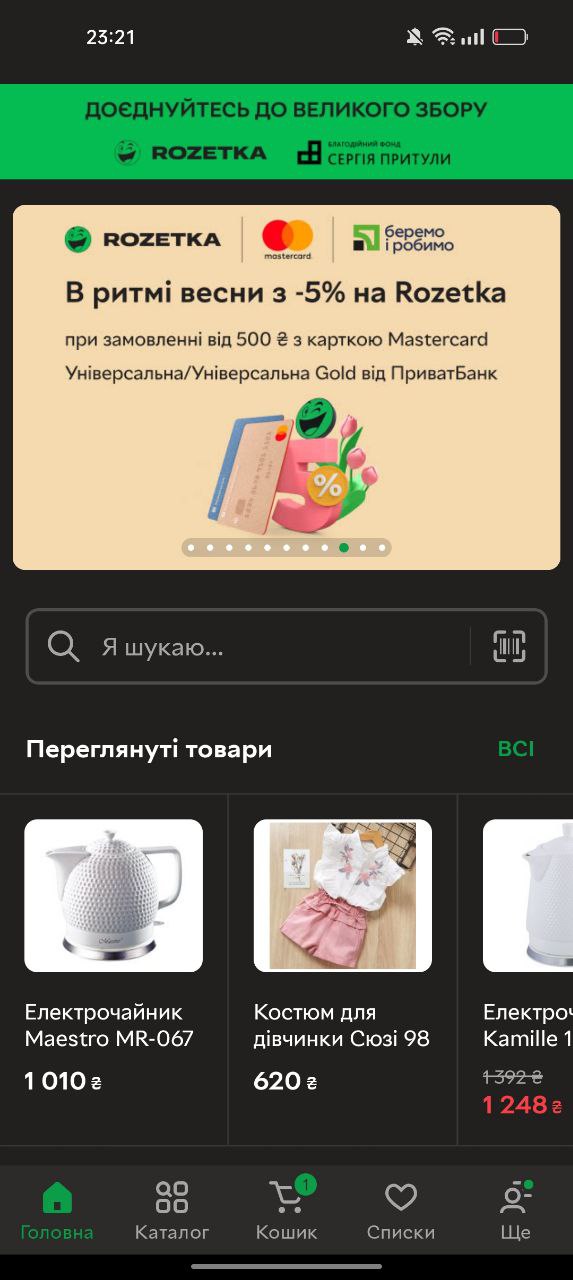 23:21
ДОЄДНУЙТЕСЬ ДО ВЕЛИКОГО ЗБОРУ
ROZETKA
БЛАГОДІЙНИЙ ФОНД
СЕРГІЯ ПРИТУЛИ
ROZETKA
mastercard.
беремо
і робимо
В ритмі весни з -5% на Rozetka
при замовленні від 500 ₴ з карткою Mastercard
Універсальна/Універсальна Gold від ПриватБанк
5
%
Я шукаю...
Переглянуті товари
ВСІ
Maestro
Електрочайник
Maestro MR-067
1 010 ₴
Костюм для
дівчинки Сюзі 98
620 ₴
Електроч
Kamille 1
1 392 ₴
1 248 ₴
1
Головна
Каталог
Кошик
Списки
Ще